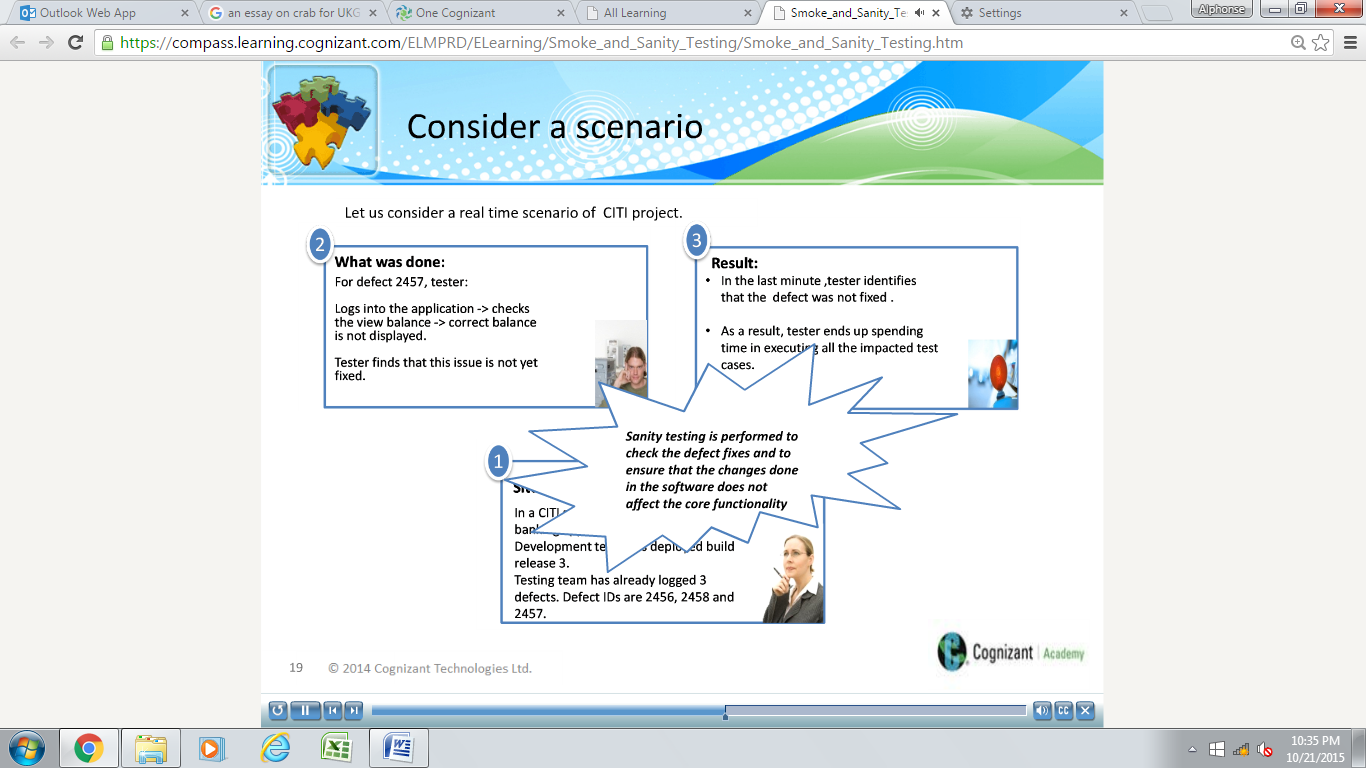 Outlook Web App
an essay on crab for UKG
One Cognizant
All Learning
Smoke_and_Sanity_Te
Settings
Alphonse
https://compass.learning.cognizant.com/ELMPRD/ELearning/Smoke_and_Sanity_Testing/Smoke_and_Sanity_Testing.htm
Consider a scenario
Let us consider a real time scenario of CITI project.
2
What was done:
For defect 2457, tester:
Logs into the application -> checks
the view balance -> correct balance
is not displayed.
Tester finds that this issue is not yet
fixed.
3
Result:
• In the last minute ,tester identifies
that the defect was not fixed .
• As a result, tester ends up spending
time in executing all the impacted test
cases.
Sanity testing is performed to
check the defect fixes and to
ensure that the changes done
in the software does not
affect the core functionality
1
In a CITI
Development deployed build
release 3.
Testing team has already logged 3
defects. Defect IDs are 2456, 2458 and
2457.
19 © 2014 Cognizant Technologies Ltd.
Cognizant | Academy
CC
10:35 PM
10/21/2015